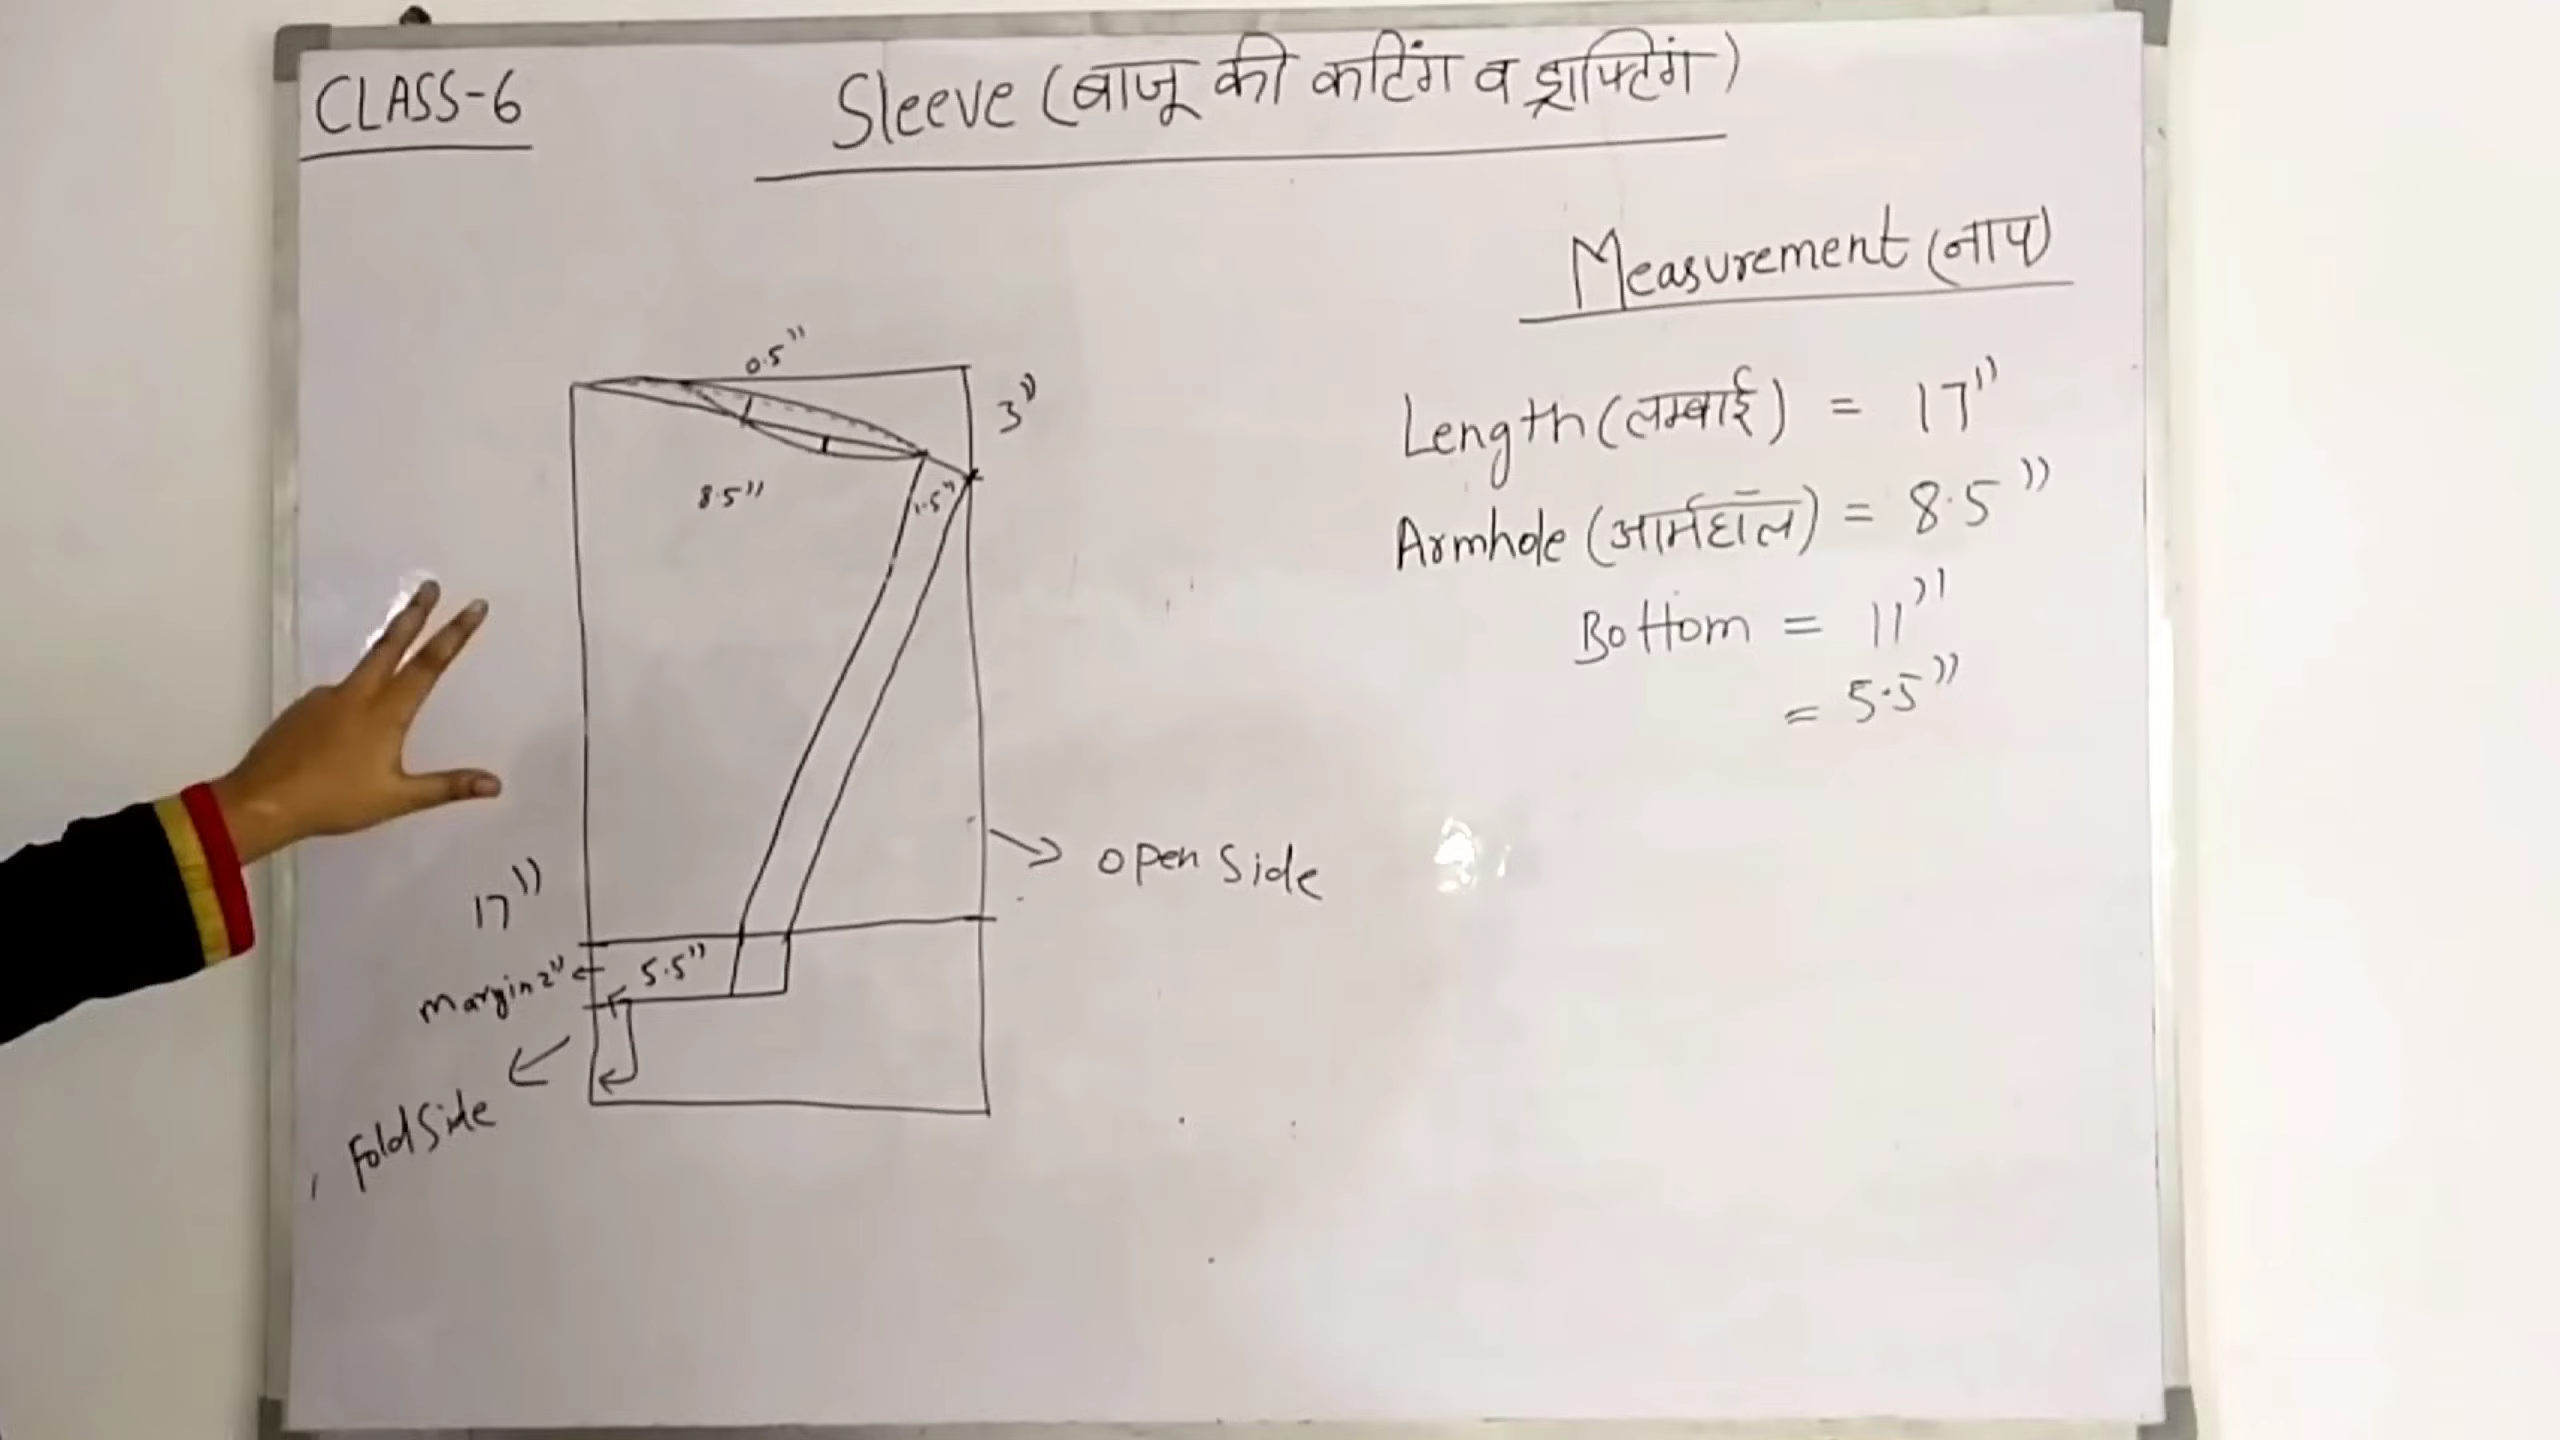 CLASS-6
Sleeve (बाजू की कटिंग व ड्राफ्टिंग)
Measurement (नाप)
Length (लम्बाई) = 17"
Armhole (आर्महॉल) = 8.5"
Bottom = 11"
= 5.5"
0.5"
3"
8.5"
1.5"
17"
open Side
5.5"
Margin 2"
Fold Side